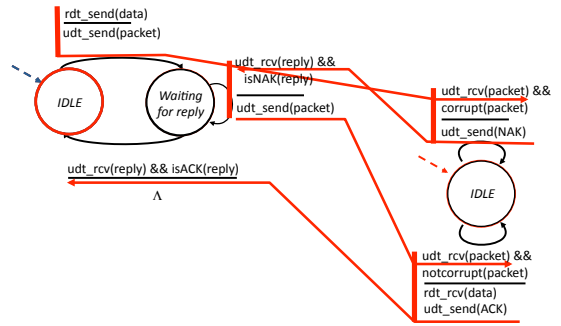 rdt_send(data)
udt_send(packet)
IDLE
Waiting
for reply
udt_rcv(reply) &&
isNAK(reply)
udt_send(packet)
udt_rcv(reply) && isACK(reply)
Λ
udt_rcv(packet) &&
corrupt(packet)
udt_send(NAK)
IDLE
udt_rcv(packet) &&
notcorrupt(packet)
rdt_rcv(data)
udt_send(ACK)